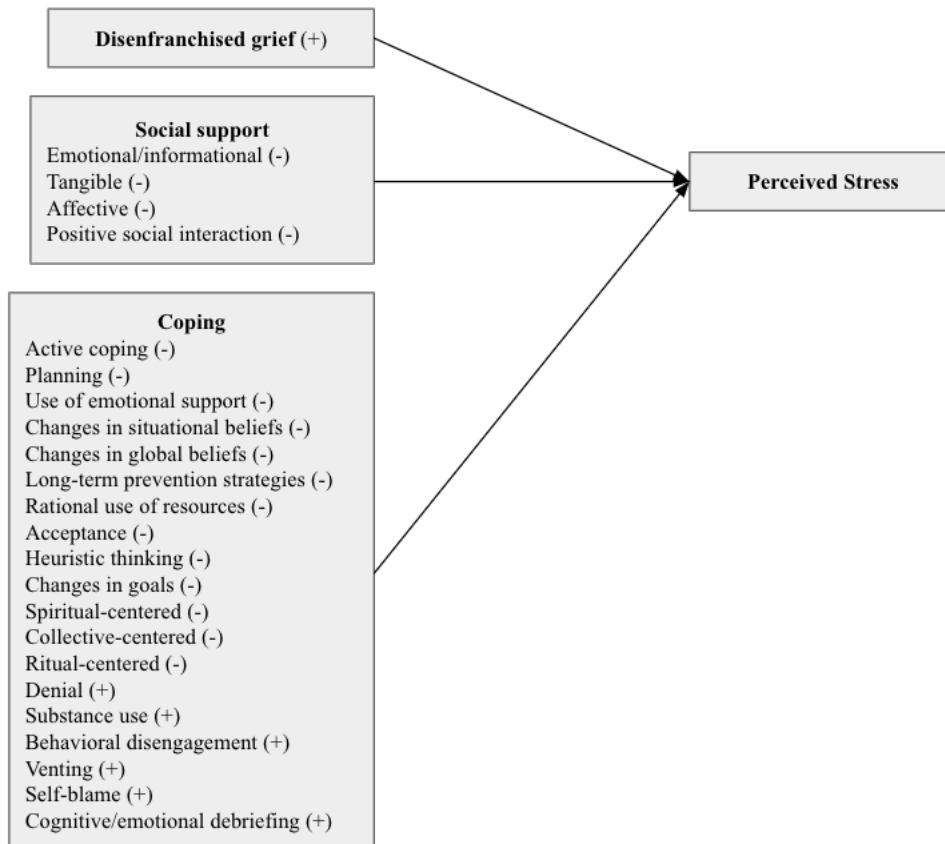 Disenfranchised grief (+)
Social support
Emotional/informational (-)
Tangible (-)
Affective (-)
Positive social interaction (-)
Perceived Stress
Coping
Active coping (-)
Planning (-)
Use of emotional support (-)
Changes in situational beliefs (-)
Changes in global beliefs (-)
Long-term prevention strategies (-)
Rational use of resources (-)
Acceptance (-)
Heuristic thinking (-)
Changes in goals (-)
Spiritual-centered (-)
Collective-centered (-)
Ritual-centered (-)
Denial (+)
Substance use (+)
Behavioral disengagement (+)
Venting (+)
Self-blame (+)
Cognitive/emotional debriefing (+)